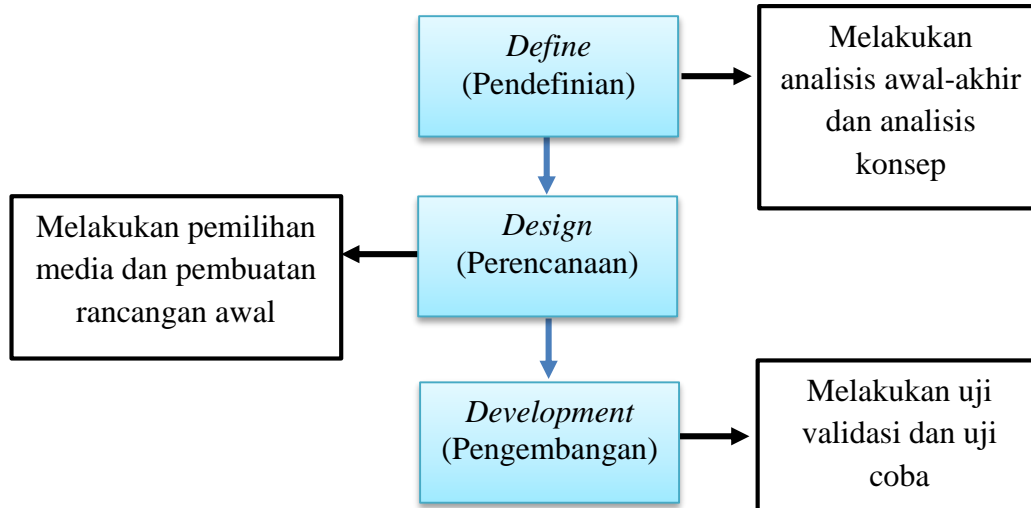 Define
(Pendefinian)
Melakukan
analisis awal-akhir
dan analisis
konsep
Design
(Perencanaan)
Melakukan pemilihan
media dan pembuatan
rancangan awal
Development
(Pengembangan)
Melakukan uji
validasi dan uji
coba